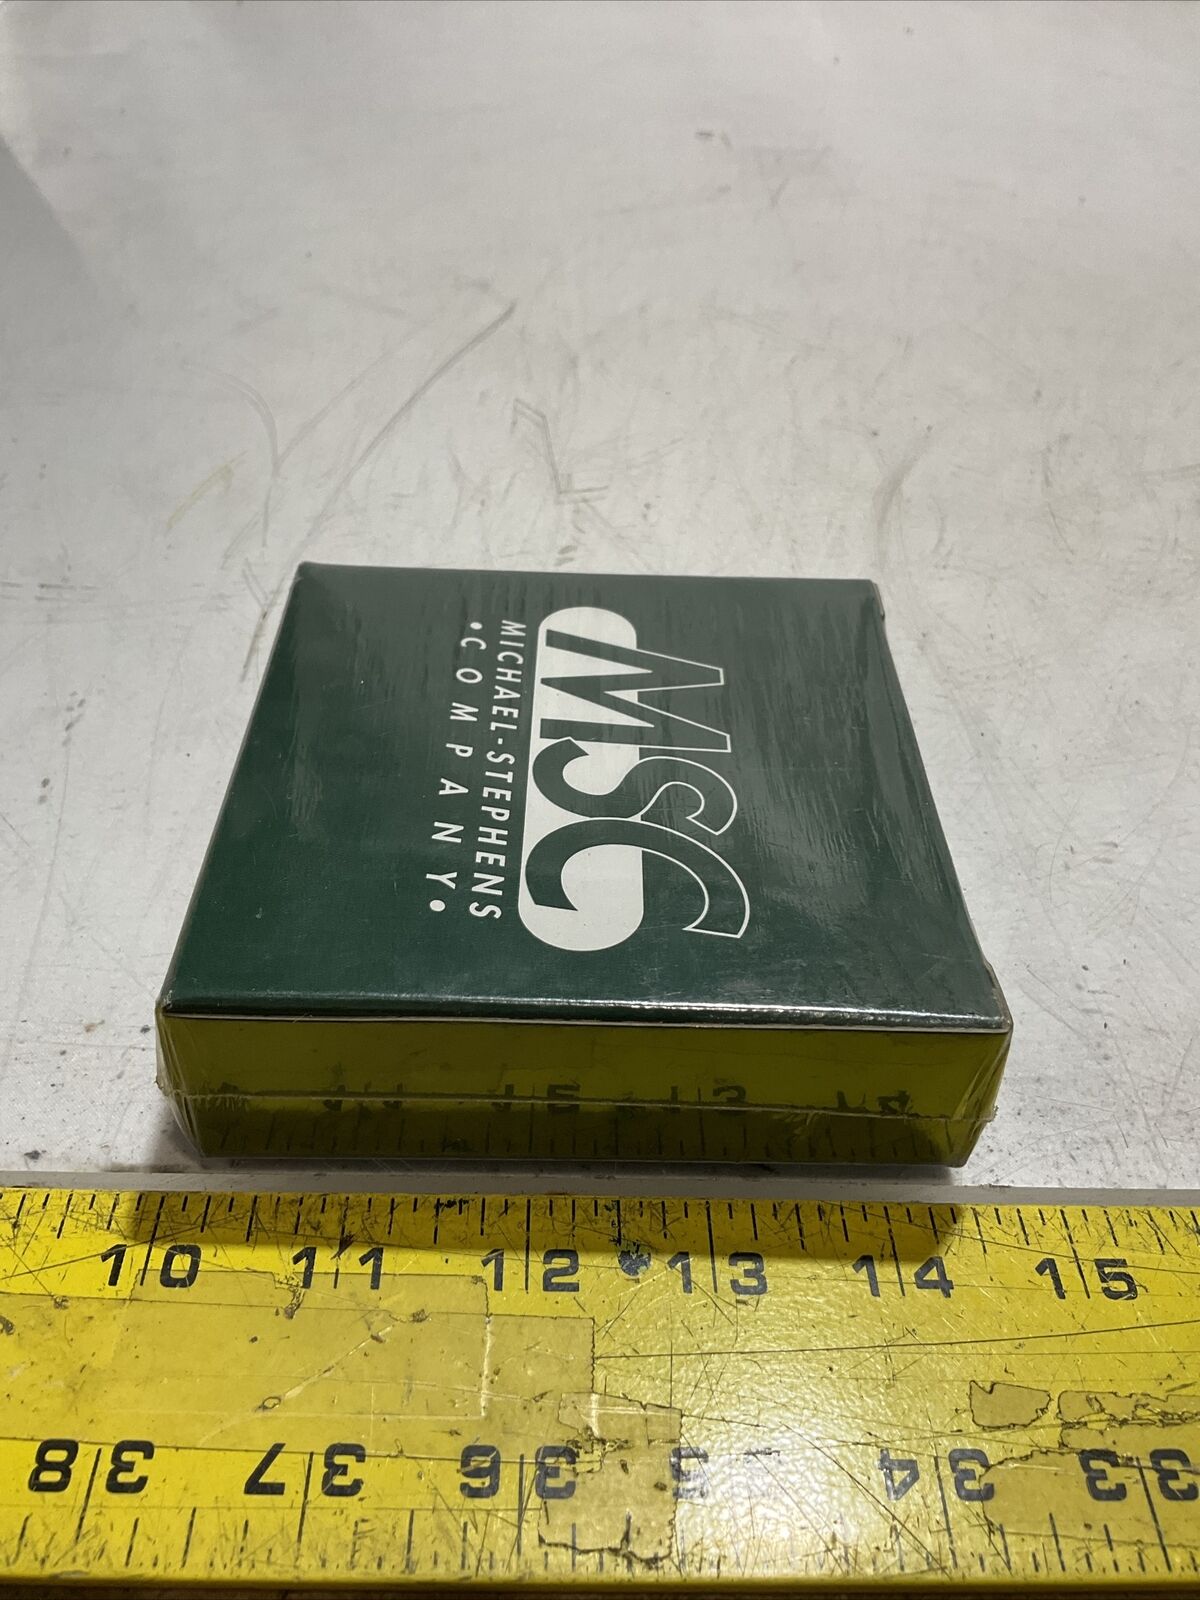 MSC
MICHAEL-STEPHENS
•COMPANY•
10 11 12 13 14 15
38 37 36 35 34 33